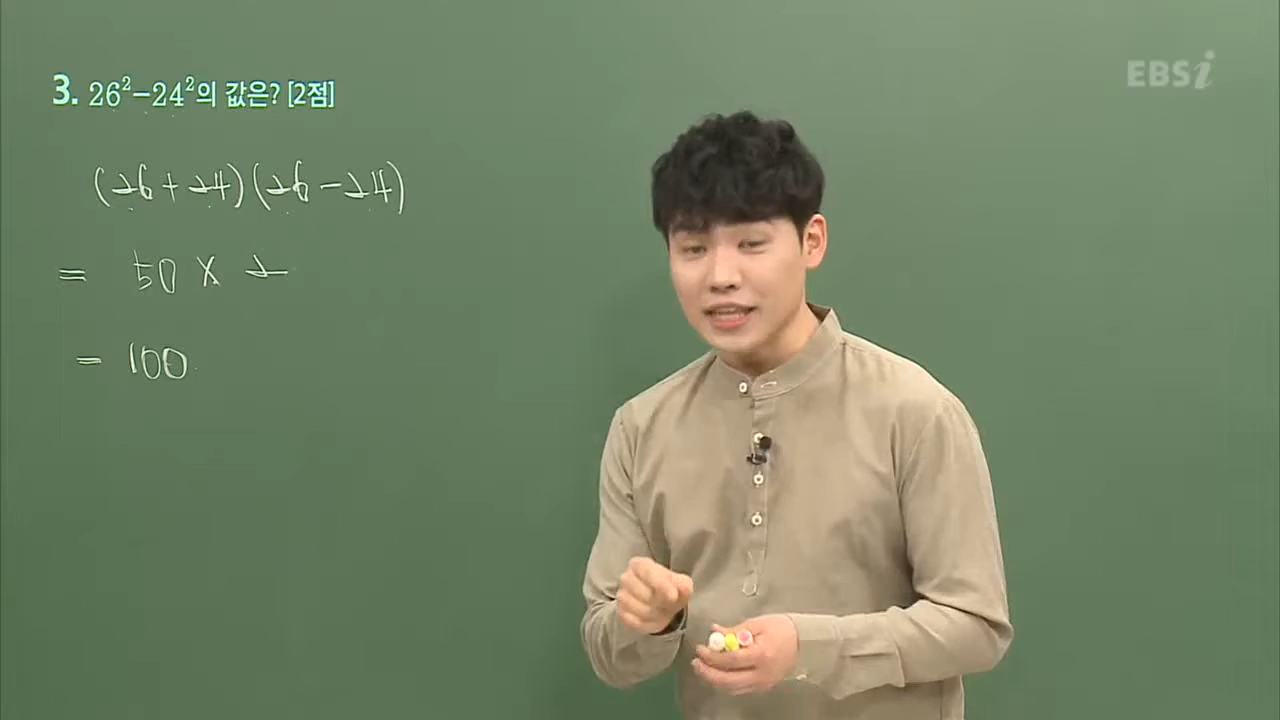 EBSi
3. 26²-24²의 값은? [2점]
(26+24)(26-24)
= 50 × 2
= 100